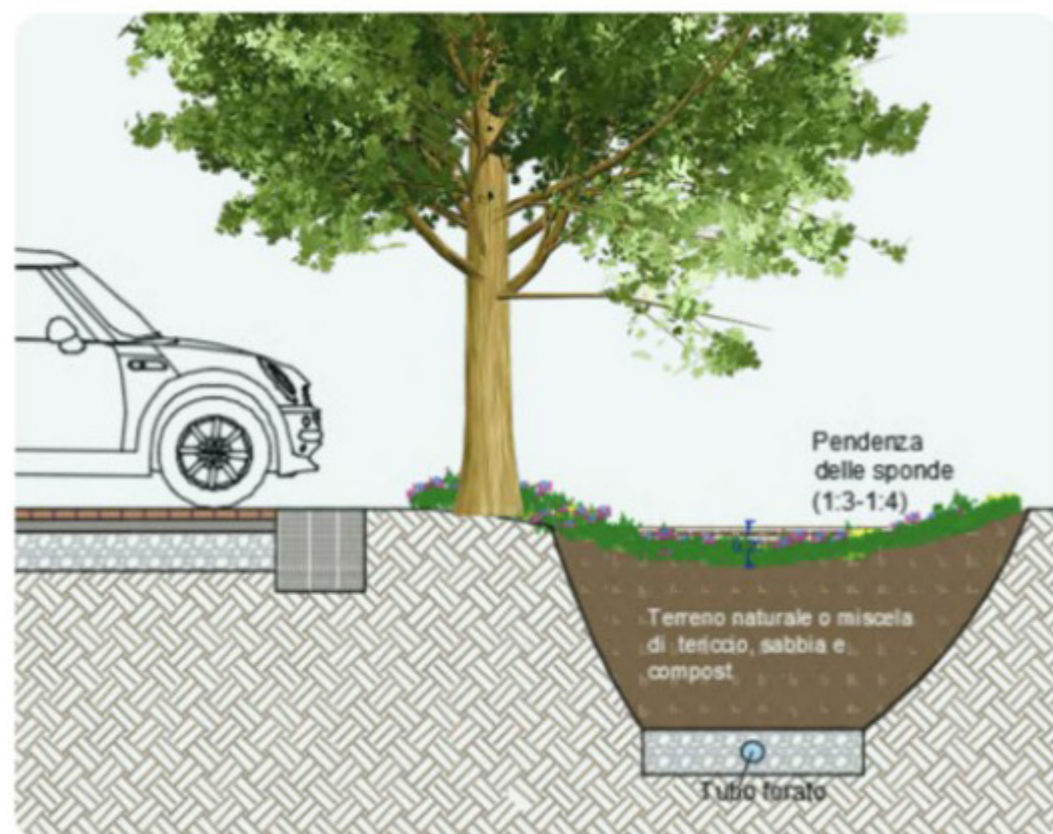 Pendenza
delle sponde
(1:3-1:4)
Terreno naturale o miscela
di terriccio, sabbia e
compost
Tubo forato